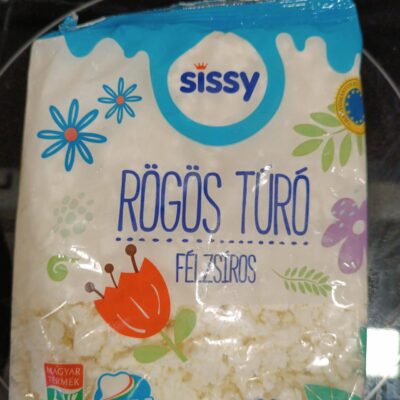 sissy
RÖGÖS TÚRÓ
FÉLZSÍROS
MAGYAR
TERMÉK